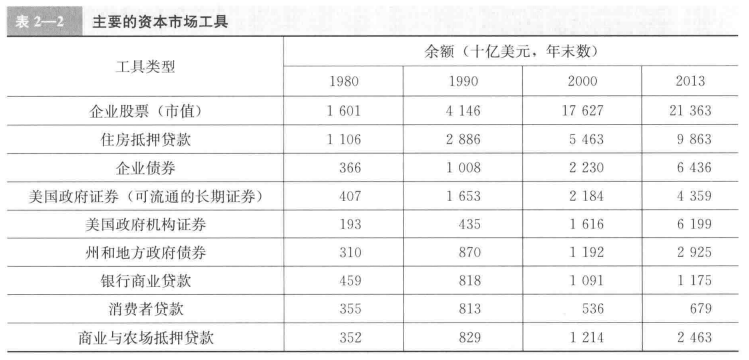 表 2—2 主要的资本市场工具
工具类型 余额（十亿美元，年末数）
1980 1990 2000 2013
企业股票（市值） 1 601 4 146 17 627 21 363
住房抵押贷款 1 106 2 886 5 463 9 863
企业债券 366 1 008 2 230 6 436
美国政府证券（可流通的长期证券） 407 1 653 2 184 4 359
美国政府机构证券 193 435 1 616 6 199
州和地方政府债券 310 870 1 192 2 925
银行商业贷款 459 818 1 091 1 175
消费者贷款 355 813 536 679
商业与农场抵押贷款 352 829 1 214 2 463